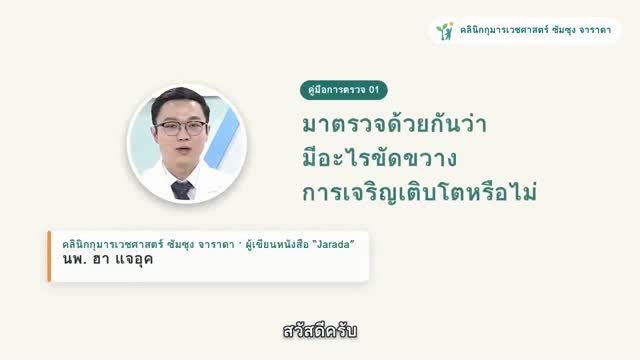 คลินิกกุมารเวชศาสตร์ ซัมซุง จาราดา
คู่มือการตรวจ 01
มาตรวจด้วยกันว่า
มีอะไรขัดขวาง
การเจริญเติบโตหรือไม่
คลินิกกุมารเวชศาสตร์ ซัมซุง จาราดา · ผู้เขียนหนังสือ "Jarada"
นพ. ฮา แจอุค
สวัสดีครับ